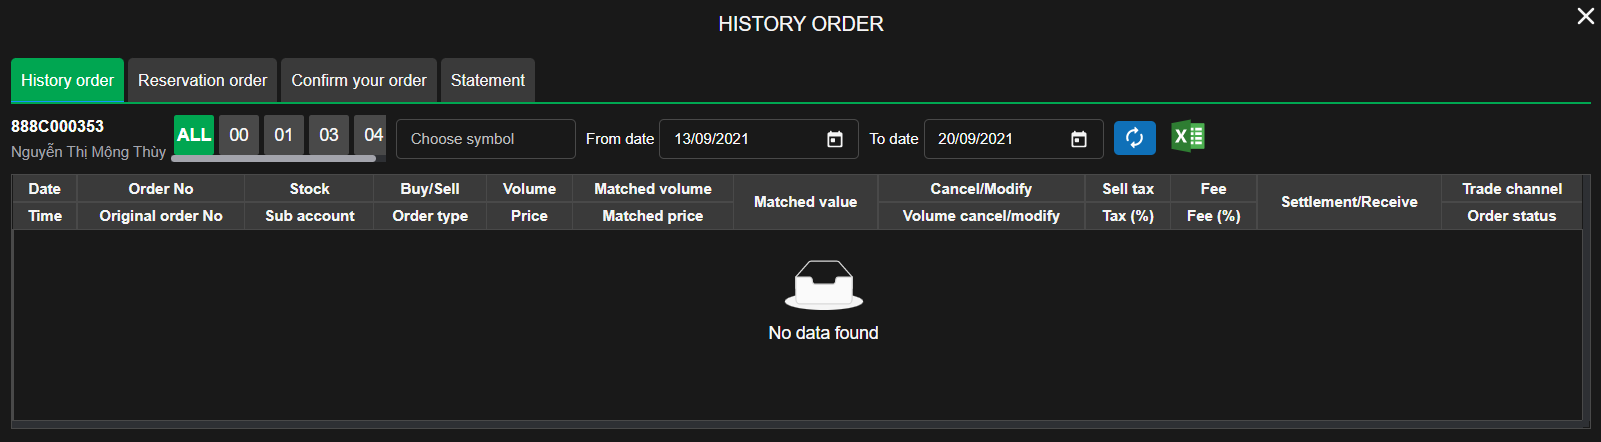 HISTORY ORDER
History order Reservation order Confirm your order Statement
888C000353 ALL 00 01 03 04 Choose symbol From date 13/09/2021 To date 20/09/2021 X
Nguyễn Thị Mộng Thùy
Date Order No Stock Buy/Sell Volume Matched volume Matched value Cancel/Modify Sell tax Fee Settlement/Receive Trade channel
Time Original order No Sub account Order type Price Matched price Volume cancel/modify Tax (%) Fee (%) Order status
No data found